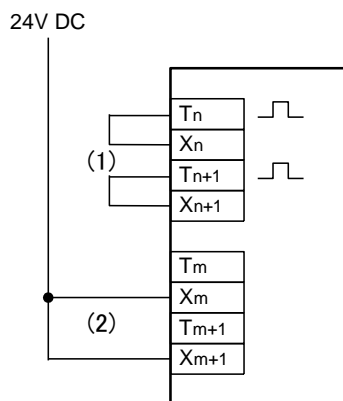 24V DC
Tn
Xn
(1)
Tn+1
Xn+1
Tm
Xm
(2)
Tm+1
Xm+1